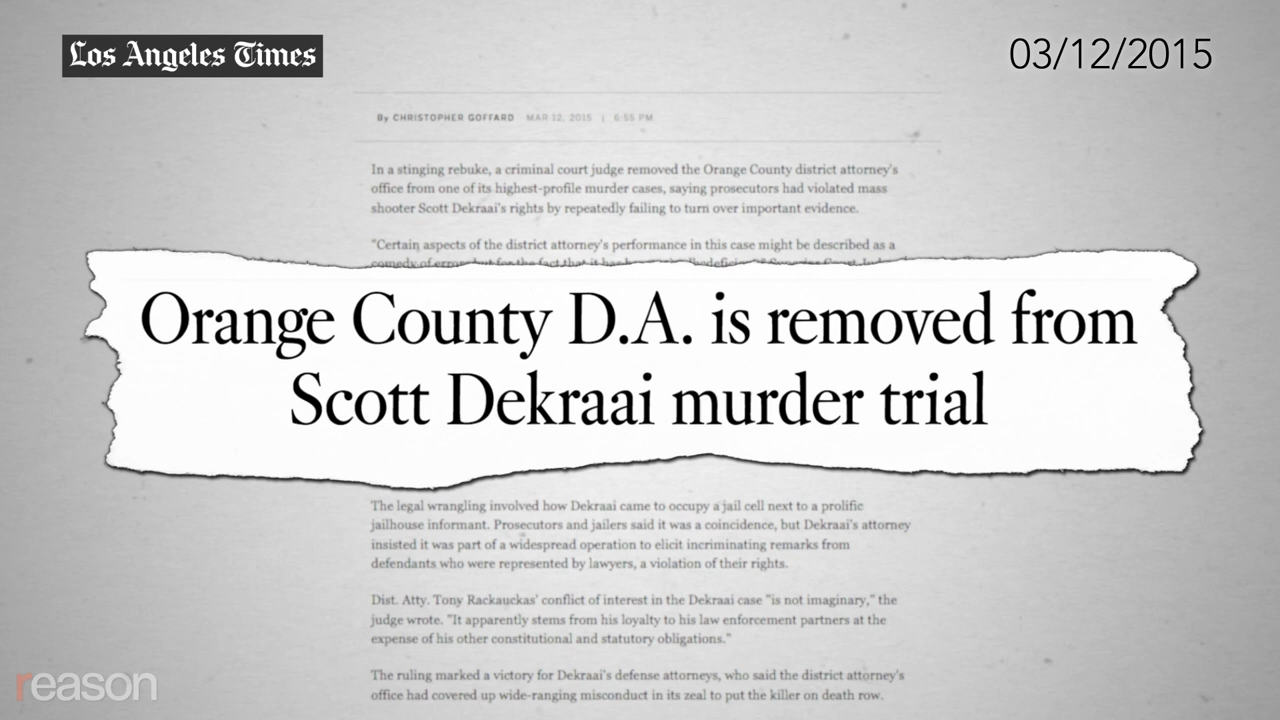 Los Angeles Times
03/12/2015
By CHRISTOPHER GOFFARD MAR 12, 2015 | 6:55 PM
In a stinging rebuke, a criminal court judge removed the Orange County district attorney's
office from one of its highest-profile murder cases, saying prosecutors had violated mass
shooter Scott Dekraai's rights by repeatedly failing to turn over important evidence.
"Certain aspects of the district attorney's performance in this case might be described as a
comedy of errors but for the fact that it has
Orange County D.A. is removed from
Scott Dekraai murder trial
The legal wrangling involved how Dekraai came to occupy a jail cell next to a prolific
jailhouse informant. Prosecutors and jailers said it was a coincidence, but Dekraai's attorney
insisted it was part of a widespread operation to elicit incriminating remarks from
defendants who were represented by lawyers, a violation of their rights.
Dist. Atty. Tony Rackauckas' conflict of interest in the Dekraai case "is not imaginary," the
judge wrote. "It apparently stems from his loyalty to his law enforcement partners at the
expense of his other constitutional and statutory obligations."
The ruling marked a victory for Dekraai's defense attorneys, who said the district attorney's
office had covered up wide-ranging misconduct in its zeal to put the killer on death row.
reason